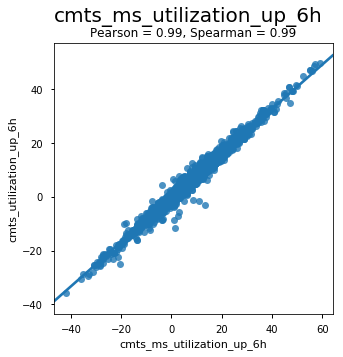 cmts_ms_utilization_up_6h
Pearson = 0.99, Spearman = 0.99
cmts_utilization_up_6h
40
20
0
−20
−40
−40 −20 0 20 40 60
cmts_ms_utilization_up_6h